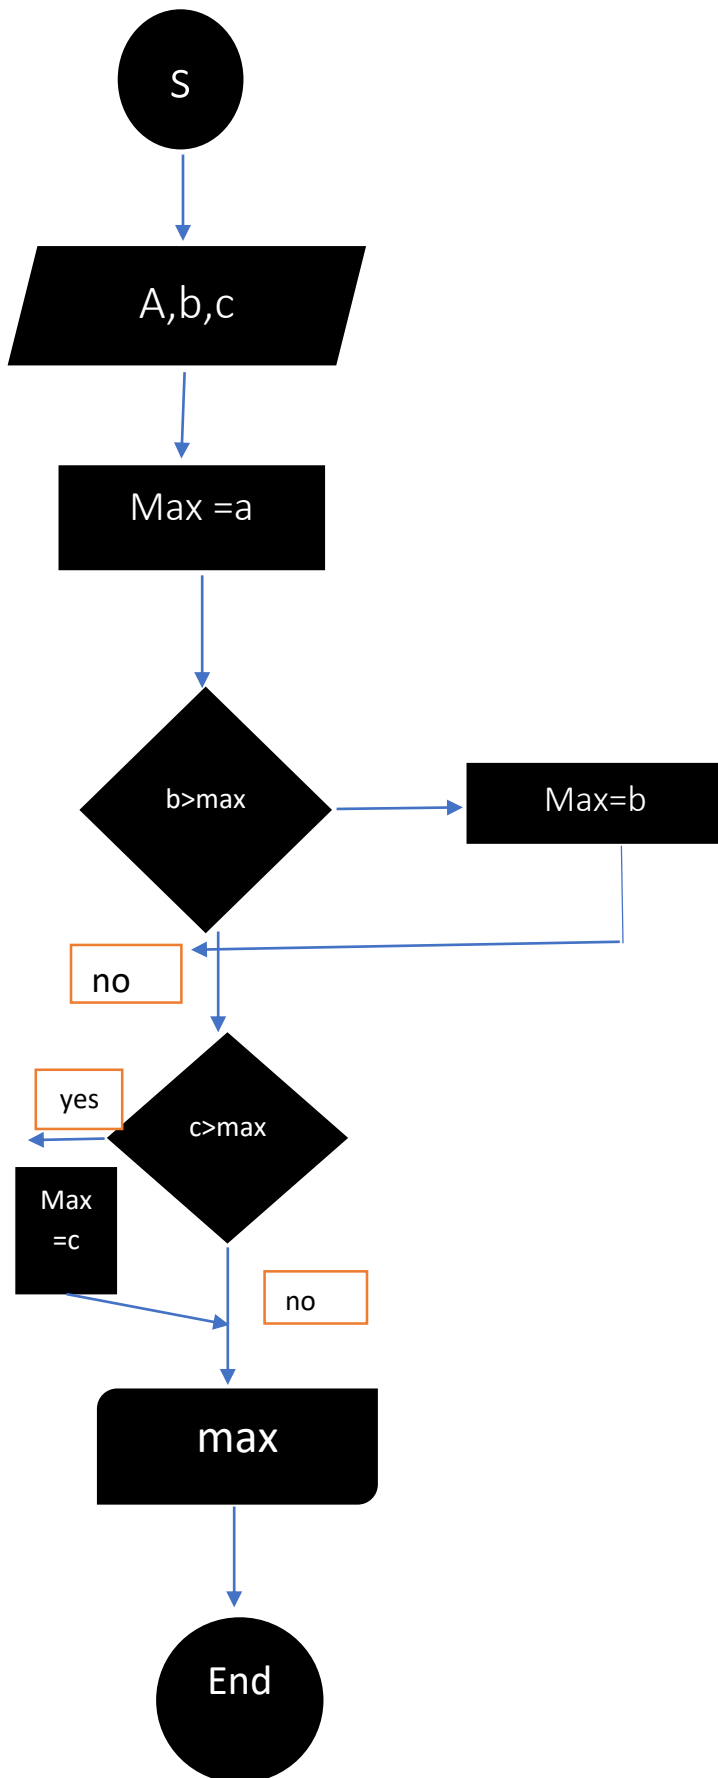 S
A,b,c
Max =a
b>max
Max=b
no
yes
c>max
Max
=c
no
max
End